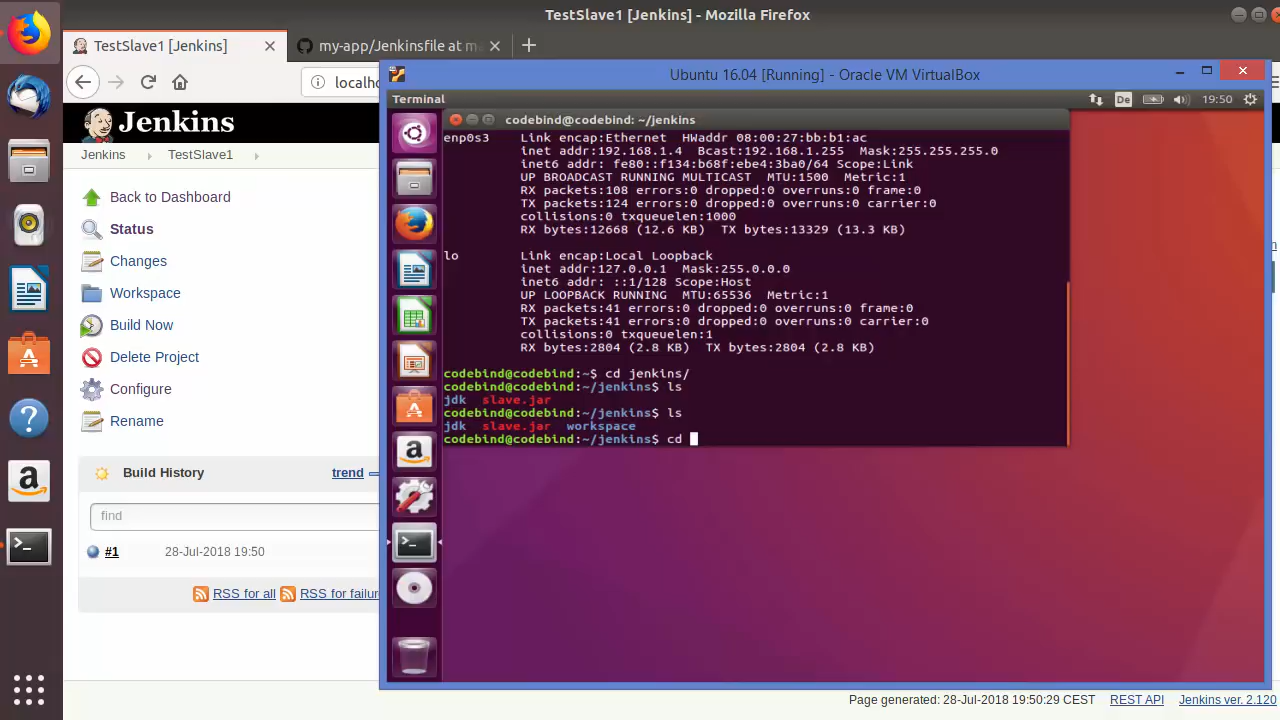 TestSlave1 [Jenkins] - Mozilla Firefox
TestSlave1 [Jenkins]
my-app/Jenkinsfile at ma
localho
Jenkins
Jenkins
TestSlave1
Back to Dashboard
Status
Changes
Workspace
Build Now
Delete Project
Configure
Rename
Build History
trend
find
#1
28-Jul-2018 19:50
RSS for all
RSS for failure
Ubuntu 16.04 [Running] - Oracle VM VirtualBox
Terminal
De
19:50
codebind@codebind: ~/jenkins
enp0s3 Link encap:Ethernet HWaddr 08:00:27:bb:b1:ac
inet addr:192.168.1.4 Bcast:192.168.1.255 Mask:255.255.255.0
inet6 addr: fe80::f134:b68f:ebe4:3ba0/64 Scope:Link
UP BROADCAST RUNNING MULTICAST MTU:1500 Metric:1
RX packets:108 errors:0 dropped:0 overruns:0 frame:0
TX packets:124 errors:0 dropped:0 overruns:0 carrier:0
collisions:0 txqueuelen:1000
RX bytes:12668 (12.6 KB) TX bytes:13329 (13.3 KB)
lo Link encap:Local Loopback
inet addr:127.0.0.1 Mask:255.0.0.0
inet6 addr: ::1/128 Scope:Host
UP LOOPBACK RUNNING MTU:65536 Metric:1
RX packets:41 errors:0 dropped:0 overruns:0 frame:0
TX packets:41 errors:0 dropped:0 overruns:0 carrier:0
collisions:0 txqueuelen:1
RX bytes:2804 (2.8 KB) TX bytes:2804 (2.8 KB)
codebind@codebind:~$ cd jenkins/
codebind@codebind:~/jenkins$ ls
jdk slave.jar
codebind@codebind:~/jenkins$ ls
jdk slave.jar workspace
codebind@codebind:~/jenkins$ cd
Page generated: 28-Jul-2018 19:50:29 CEST
REST API
Jenkins ver. 2.120